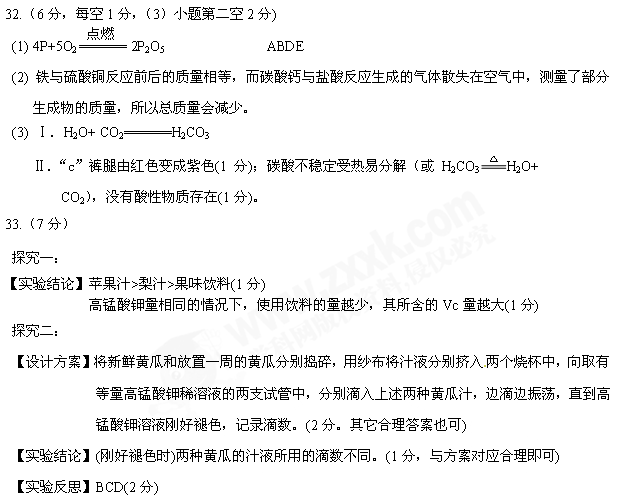 32.（6分，每空1分，（3）小题第二空2分）
(1) 4P+5O₂ 点燃 2P₂O₅ ABDE
(2) 铁与硫酸铜反应前后的质量相等，而碳酸钙与盐酸反应生成的气体散失在空气中，测量了部分
生成物的质量，所以总质量会减少。
(3) Ⅰ. H₂O+ CO₂═══H₂CO₃
Ⅱ.“c”裤腿由红色变成紫色(1 分)；碳酸不稳定受热易分解（或 H₂CO₃ △ H₂O+
CO₂），没有酸性物质存在(1分)。
33.（7分）
探究一：
【实验结论】苹果汁>梨汁>果味饮料(1分)
高锰酸钾量相同的情况下，使用饮料的量越少，其所含的 Vc 量越大(1分)
探究二：
【设计方案】将新鲜黄瓜和放置一周的黄瓜分别捣碎，用纱布将汁液分别挤入两个烧杯中，向取有
等量高锰酸钾稀溶液的两支试管中，分别滴入上述两种黄瓜汁，边滴边振荡，直到高
锰酸钾溶液刚好褪色，记录滴数。(2分。其它合理答案也可)
【实验结论】(刚好褪色时)两种黄瓜的汁液所用的滴数不同。(1分，与方案对应合理即可)
【实验反思】BCD(2分)
www.zxxk.com